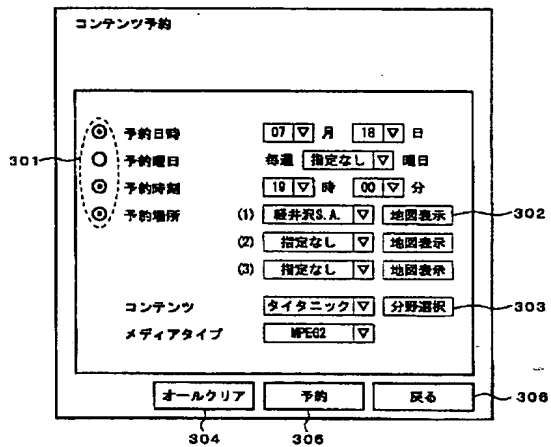 コンテンツ予約
301
予約日時 07 ▽ 月 18 ▽ 日
予約曜日 毎週 指定なし ▽ 曜日
予約時刻 19 ▽ 時 00 ▽ 分
予約場所 (1) 軽井沢S.A. ▽ 地図表示 302
(2) 指定なし ▽ 地図表示
(3) 指定なし ▽ 地図表示
コンテンツ タイタニック ▽ 分野選択 303
メディアタイプ MPEG2 ▽
オールクリア 予約 戻る 306
304 305